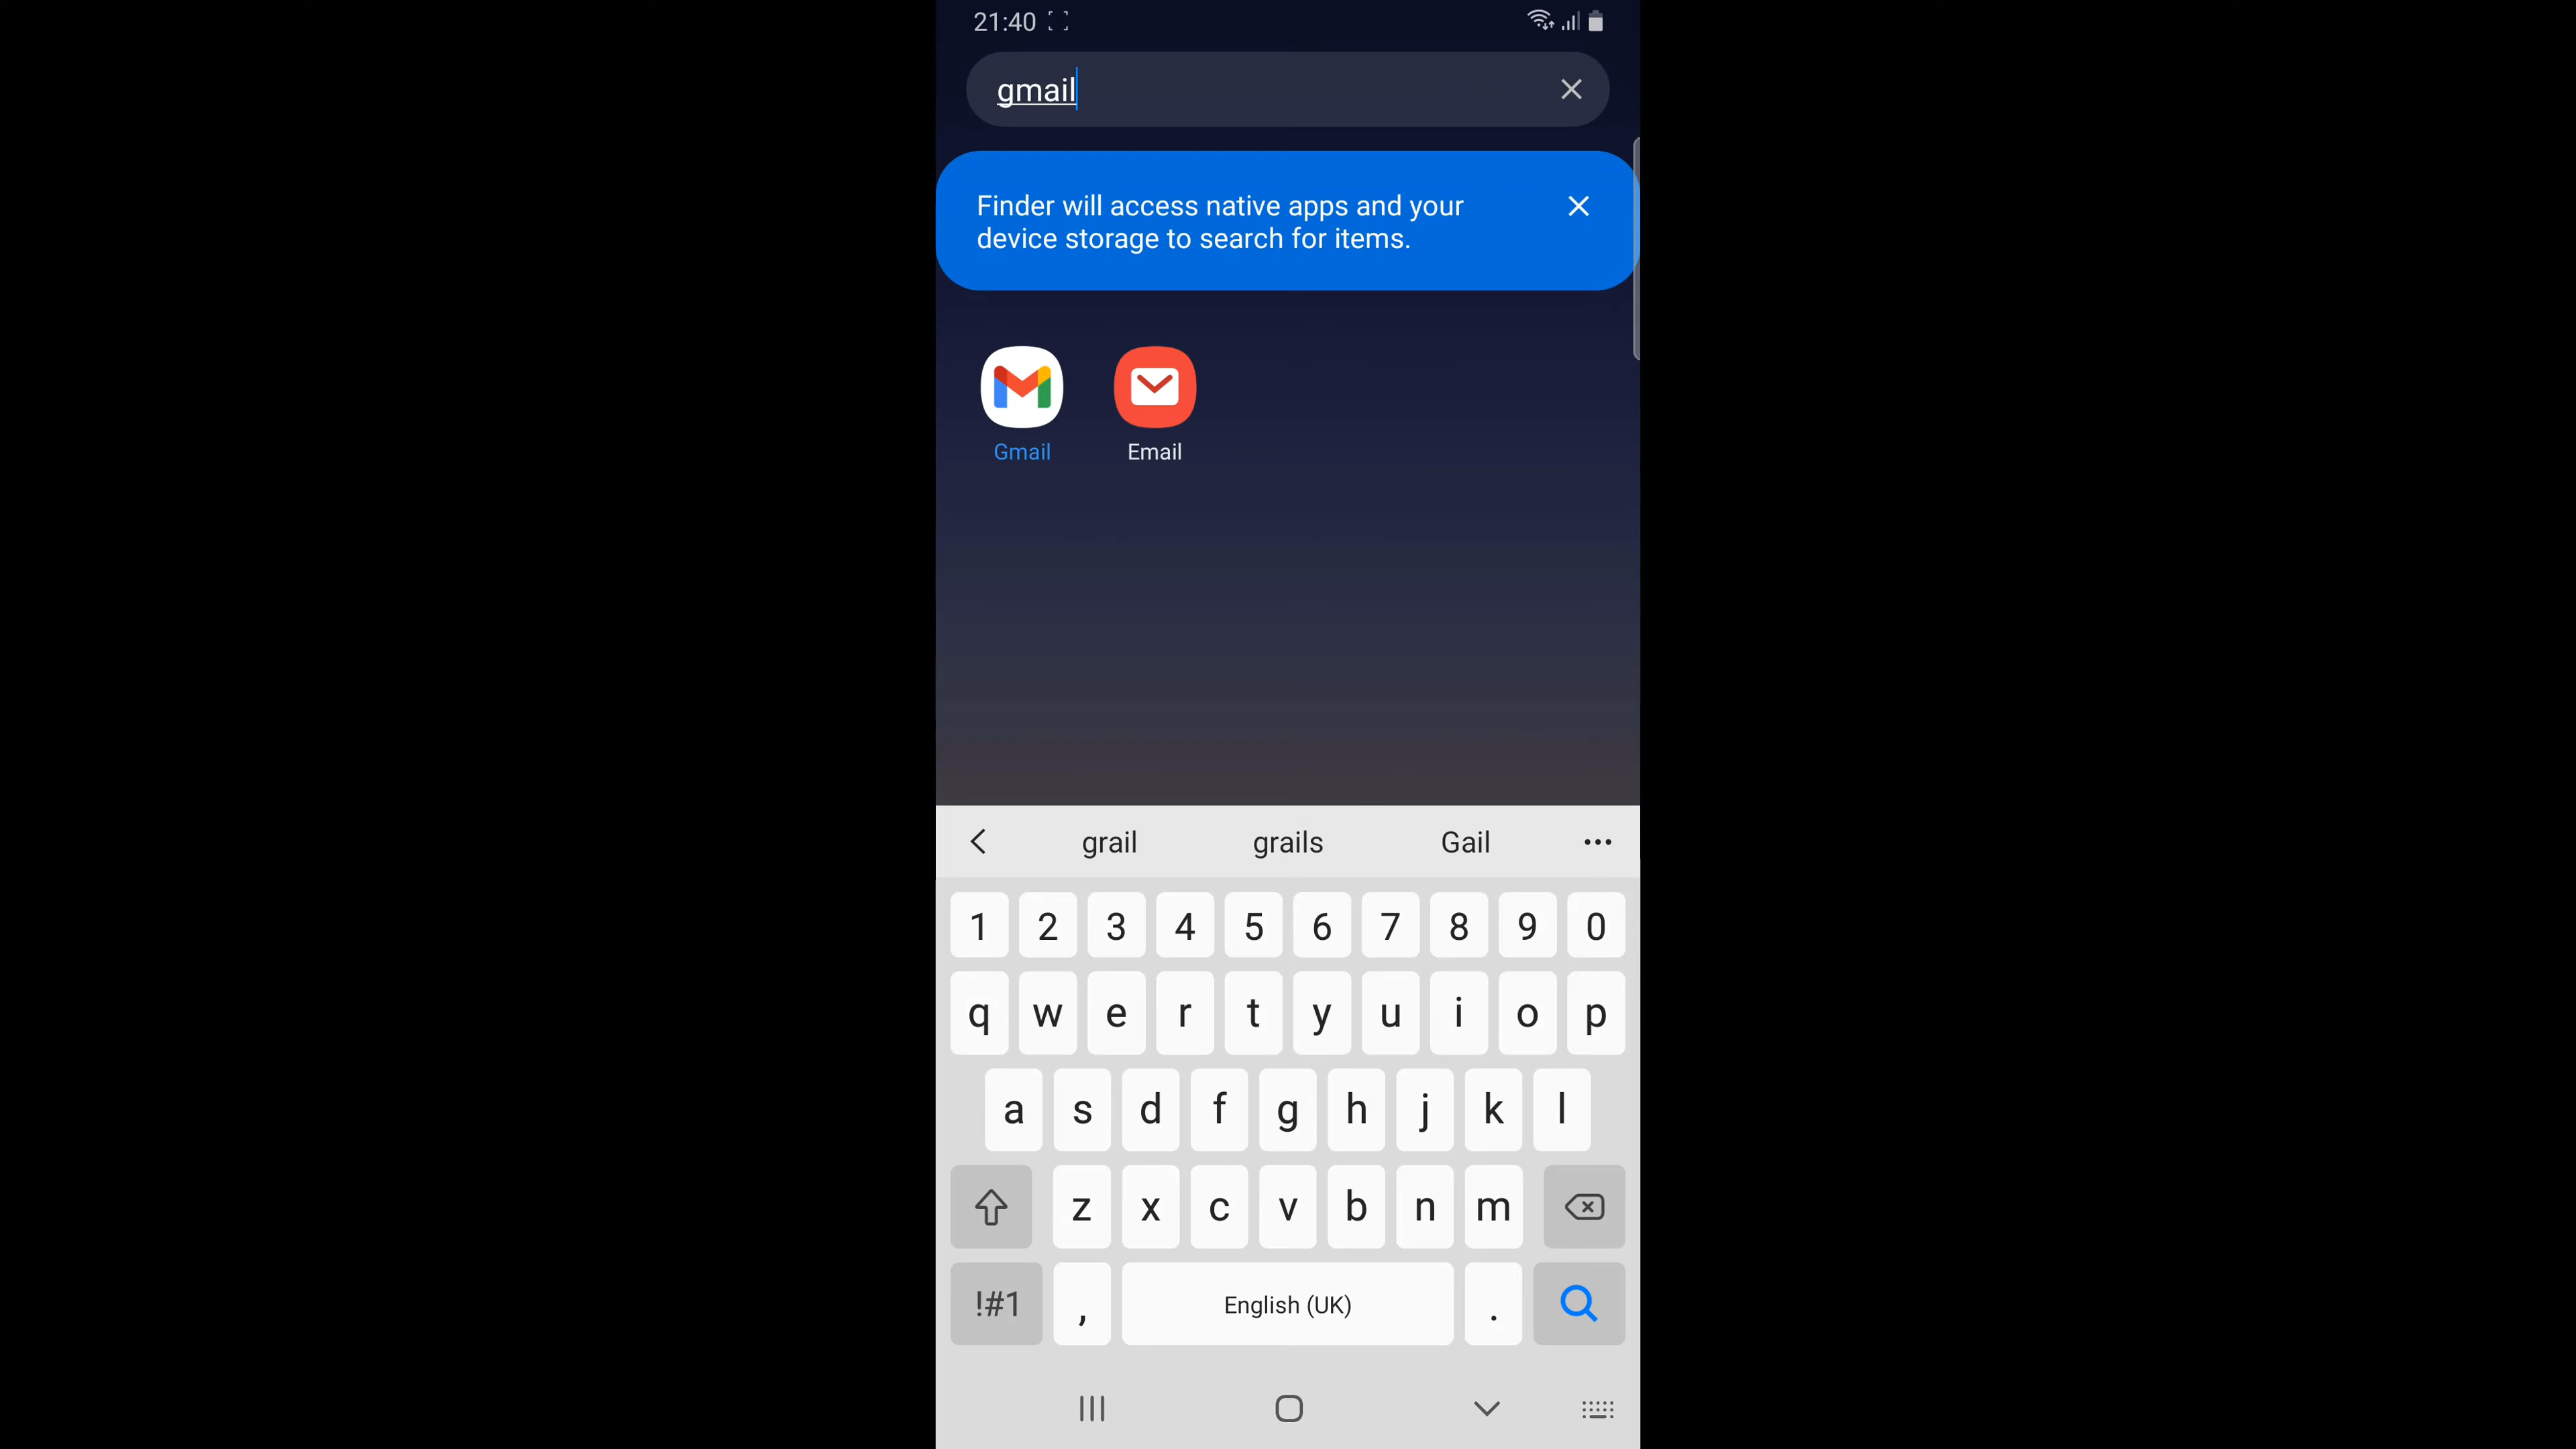 21:40
gmail
Finder will access native apps and your
device storage to search for items.
Gmail Email
grail grails Gail
1 2 3 4 5 6 7 8 9 0
q w e r t y u i o p
a s d f g h j k l
z x c v b n m
!#1 , English (UK) .